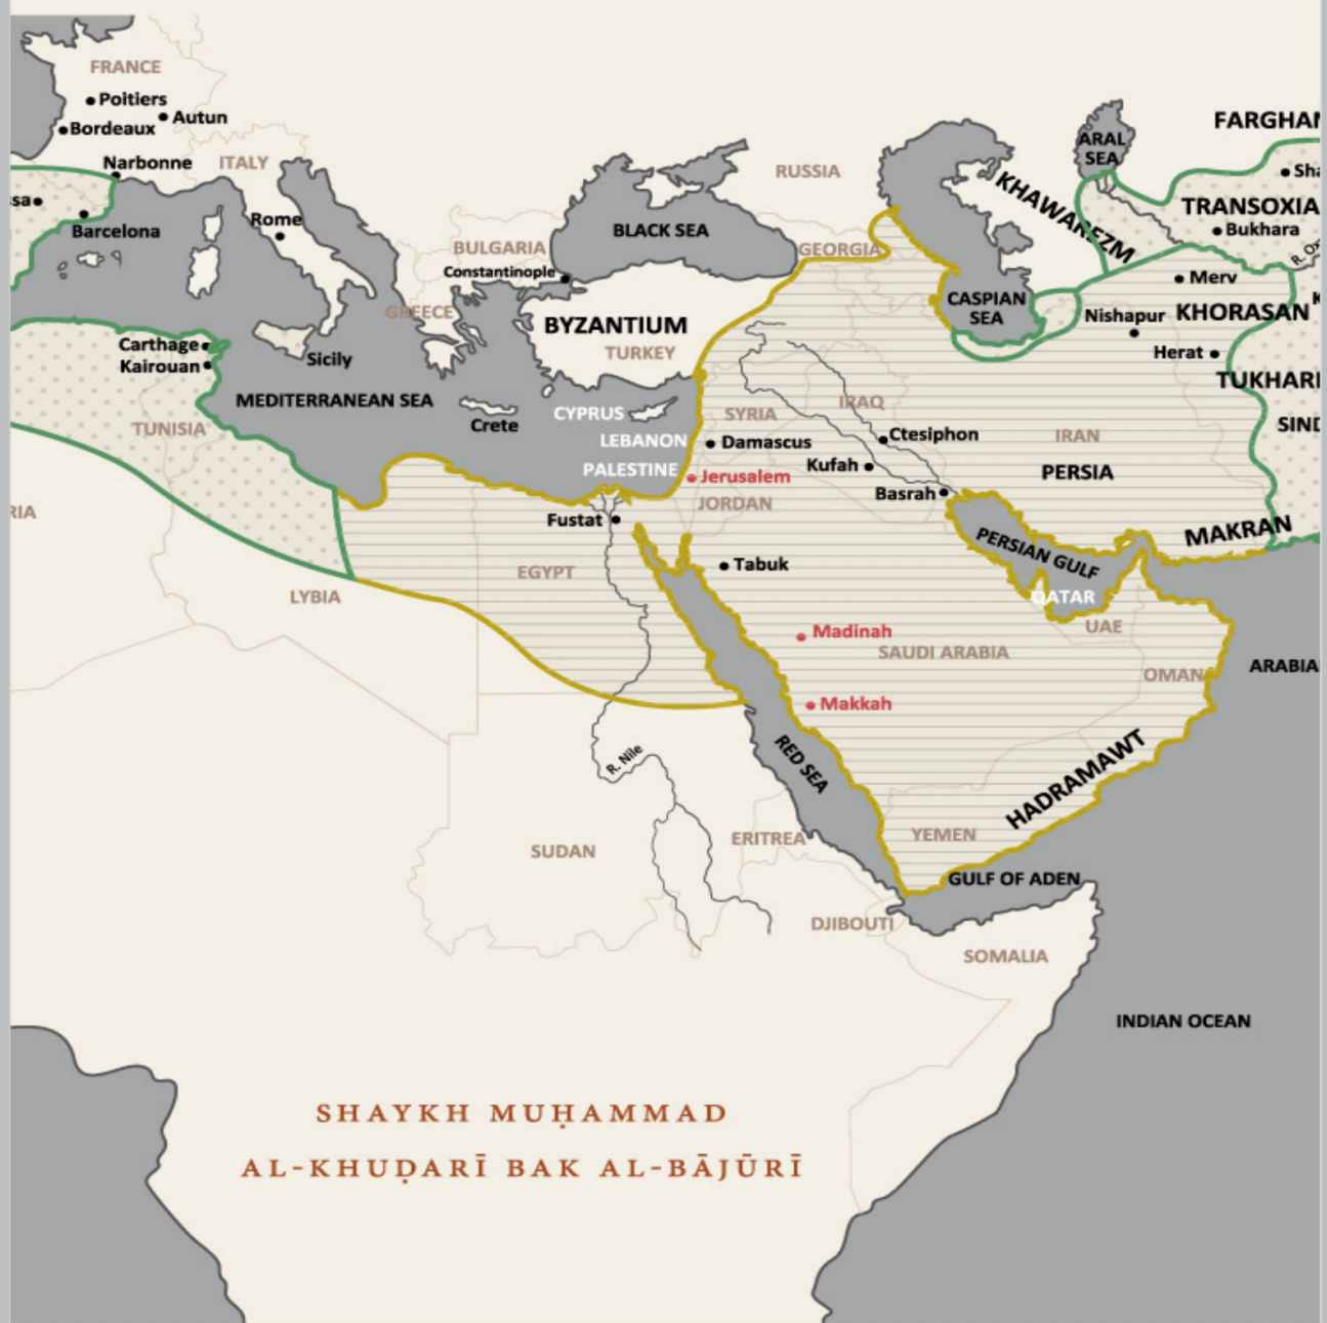 FRANCE
Poitiers
Autun
Bordeaux
Narbonne
ITALY
Barcelona
Rome
RUSSIA
ARAL
SEA
KHAWAREZM
TRANSOXIA
Bukhara
BLACK SEA
BULGARIA
Constantinople
GEORGIA
Merv
CASPIAN
SEA
Nishapur
KHORASAN
Herat
GREECE
BYZANTIUM
TURKEY
Carthage
Kairouan
Sicily
MEDITERRANEAN SEA
Crete
CYPRUS
LEBANON
PALESTINE
TUNISIA
SYRIA
IRAQ
Damascus
Ctesiphon
Kufah
Basrah
IRAN
PERSIA
Jerusalem
JORDAN
Fustat
MAKRAN
PERSIAN GULF
QATAR
UAE
Tabuk
EGYPT
LYBIA
Madinah
SAUDI ARABIA
OMAN
Makkah
R. Nile
RED SEA
HADRAMAWT
YEMEN
ERITREA
SUDAN
GULF OF ADEN
DJIBOUTI
SOMALIA
INDIAN OCEAN
SHAYKH MUḤAMMAD
AL-KHUḌARĪ BAK AL-BĀJŪRĪ